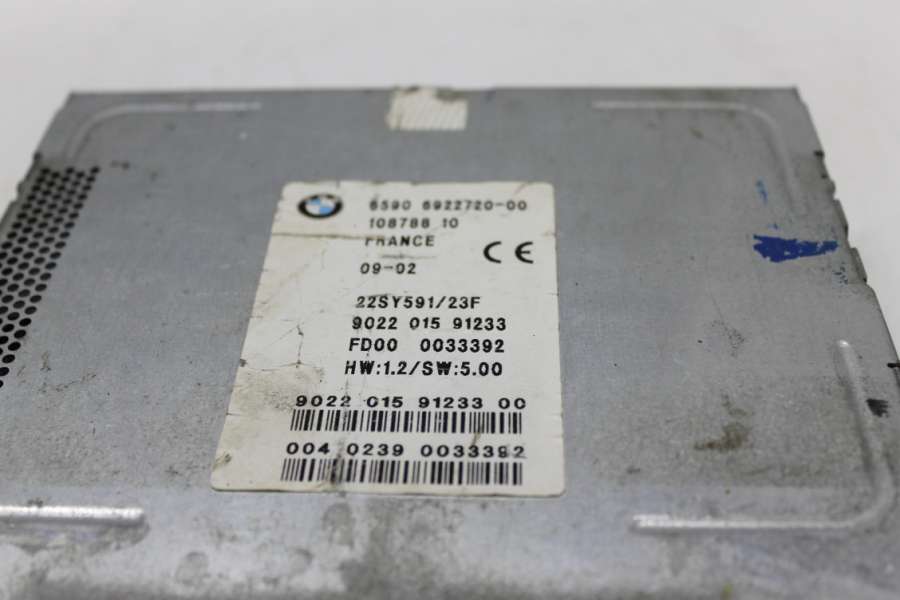 6590 6922720-00
108788 10
FRANCE
CE
09-02
22SY591/23F
9022 015 91233
FD00 0033392
HW:1.2/SW:5.00
9022 015 91233 00
004 0239 0033392